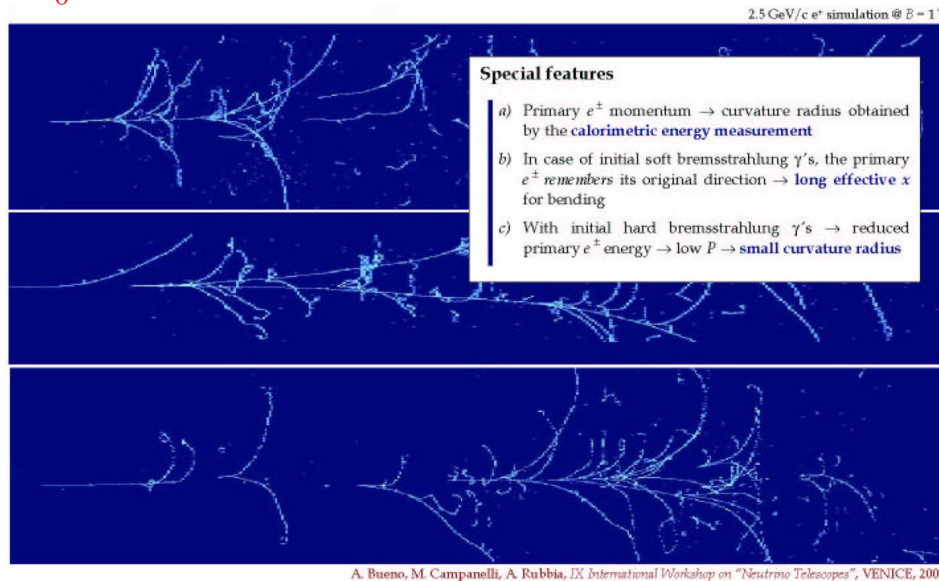 2.5 GeV/c e⁺ simulation @ B = 1
Special features
a) Primary e± momentum → curvature radius obtained
by the calorimetric energy measurement
b) In case of initial soft bremsstrahlung γ's, the primary
e± remembers its original direction → long effective x
for bending
c) With initial hard bremsstrahlung γ's → reduced
primary e± energy → low P → small curvature radius
A. Bueno, M. Campanelli, A. Rubbia, IX International Workshop on "Neutrino Telescopes", VENICE, 200